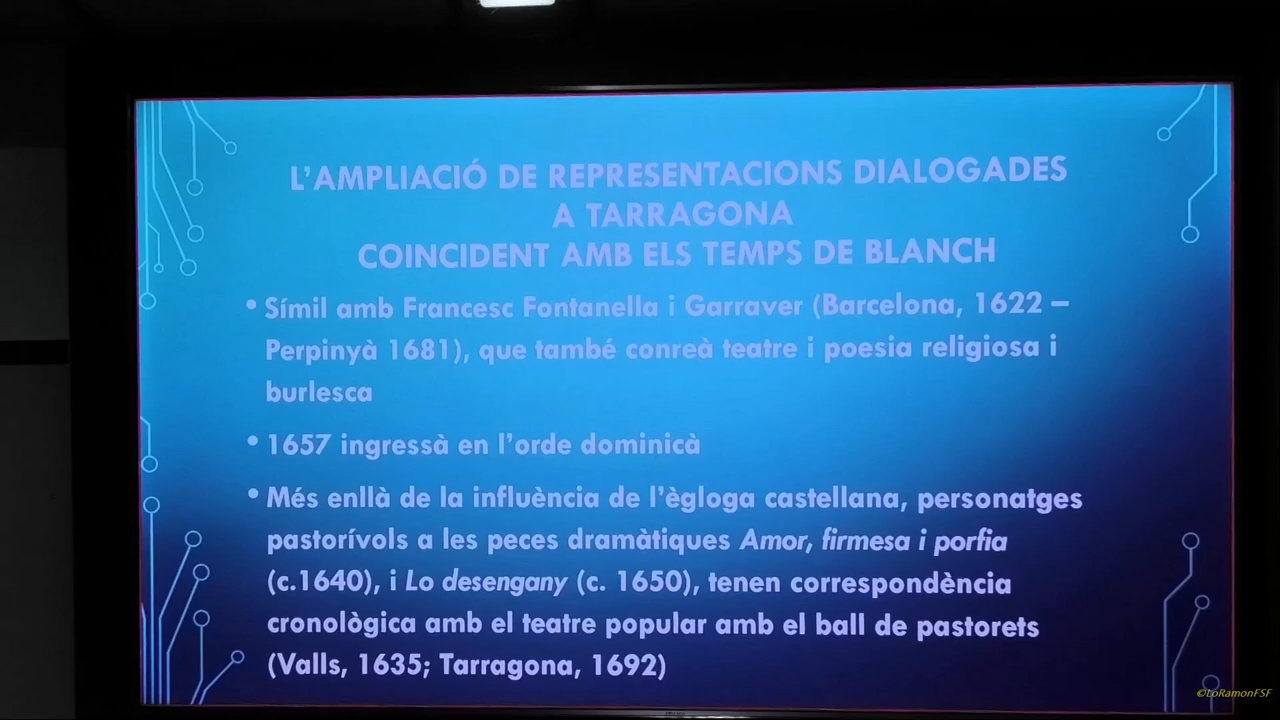 L'AMPLIACIÓ DE REPRESENTACIONS DIALOGADES
A TARRAGONA
COINCIDENT AMB ELS TEMPS DE BLANCH
• Símil amb Francesc Fontanella i Garraver (Barcelona, 1622 –
Perpinyà 1681), que també conreà teatre i poesia religiosa i
burlesca
• 1657 ingressà en l'orde dominicà
• Més enllà de la influència de l'ègloga castellana, personatges
pastorívols a les peces dramàtiques Amor, firmesa i porfia
(c.1640), i Lo desengany (c. 1650), tenen correspondència
cronològica amb el teatre popular amb el ball de pastorets
(Valls, 1635; Tarragona, 1692)
©LoRamonFSF